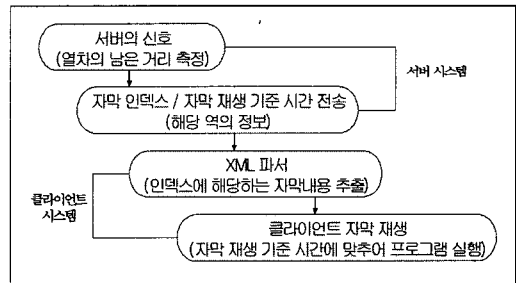 서버의 신호
(열차의 남은 거리 측정)
서버 시스템
자막 인덱스 / 자막 재생 기준 시간 전송
(해당 역의 정보)
XML 파서
(인덱스에 해당하는 자막내용 추출)
클라이언트
시스템
클라이언트 자막 재생
(자막 재생 기준 시간에 맞추어 프로그램 실행)